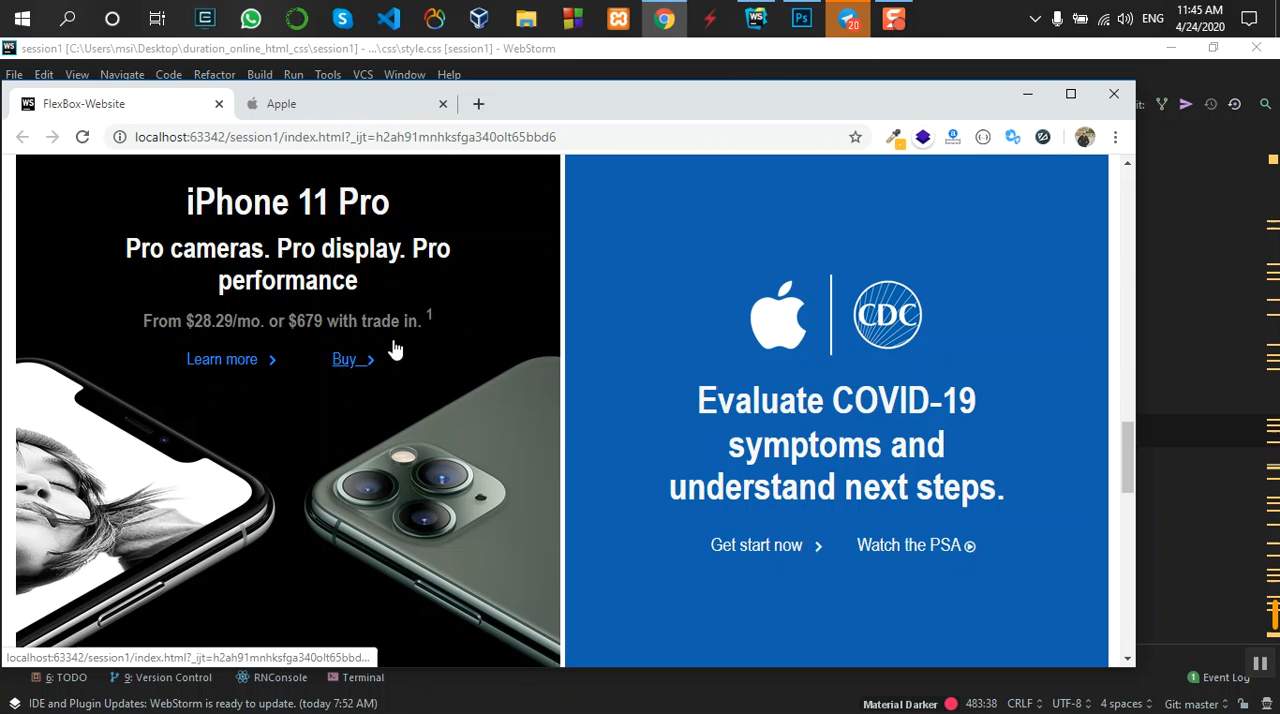 11:45 AM
ENG
4/24/2020
20
WS session1 [C:\Users\msi\Desktop\duration_online_html_css\session1] - ...\css\style.css [session1] - WebStorm
File Edit View Navigate Code Refactor Build Run Tools VCS Window Help
WS FlexBox-Website
Apple
it:
localhost:63342/session1/index.html?_ijt=h2ah91mnhksfga340olt65bbd6
iPhone 11 Pro
Pro cameras. Pro display. Pro
performance
From $28.29/mo. or $679 with trade in. 1
Learn more Buy
CDC
Evaluate COVID-19
symptoms and
understand next steps.
Get start now Watch the PSA
localhost:63342/session1/index.html?_ijt=h2ah91mnhksfga340olt65bbd...
6: TODO 9: Version Control RNConsole Terminal 1 Event Log
IDE and Plugin Updates: WebStorm is ready to update. (today 7:52 AM)
Material Darker 483:38 CRLF UTF-8 4 spaces Git: master